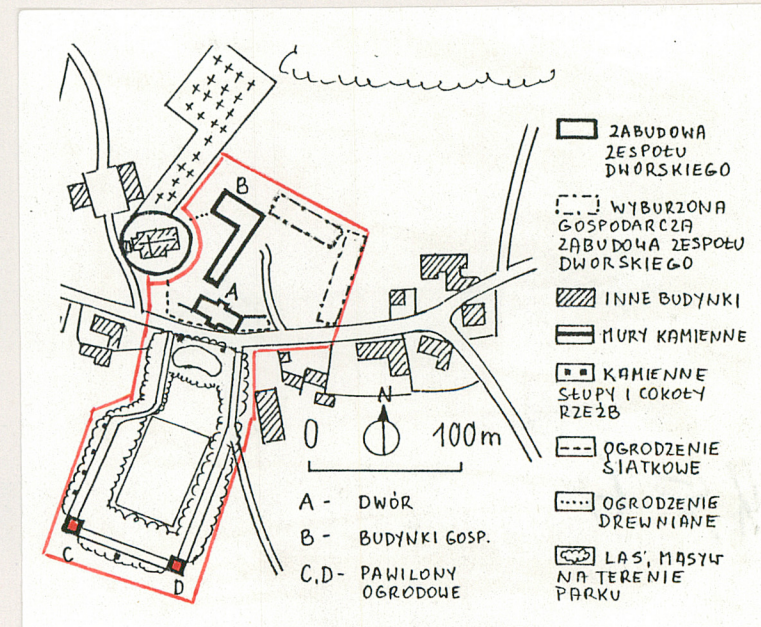 B
A
C
D
N
0 100m
A - DWÓR
B - BUDYNKI GOSP.
C,D- PAWILONY
OGRODOWE
ZABUDOWA
ZESPOŁU
DWORSKIEGO
WYBURZONA
GOSPODARCZA
ZABUDOWA ZESPOŁU
DWORSKIEGO
INNE BUDYNKI
MURY KAMIENNE
KAMIENNE
SŁUPY I COKOŁY
RZEŹB
OGRODZENIE
SIATKOWE
OGRODZENIE
DREWNIANE
LAS, MASYW
NA TERENIE
PARKU